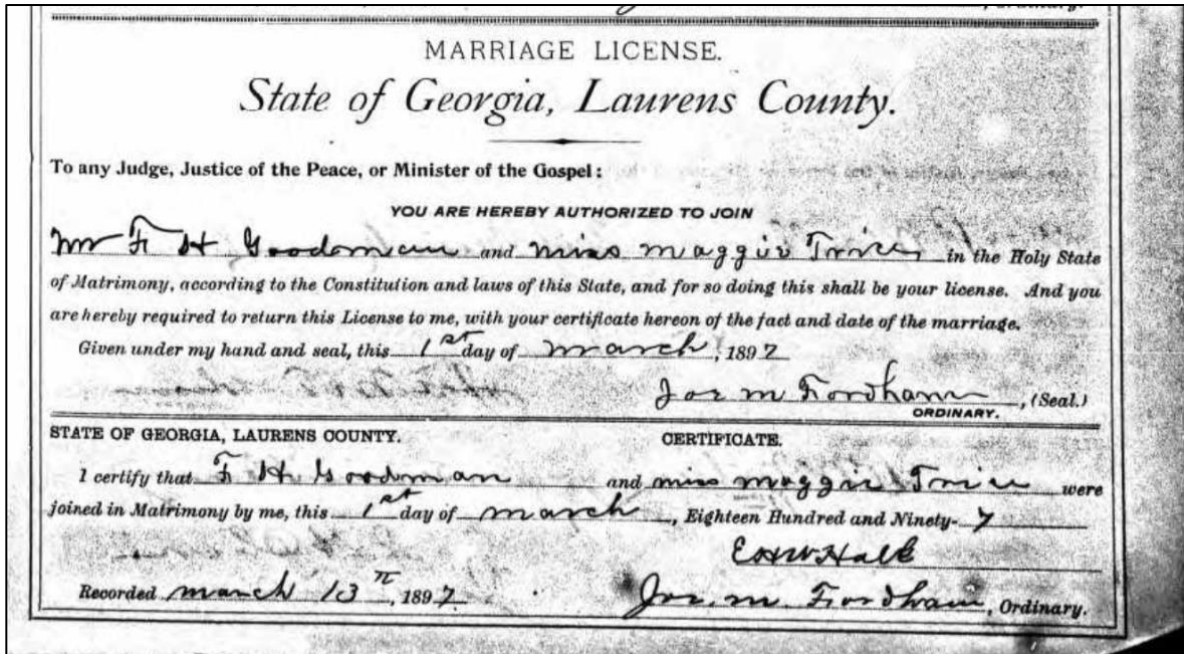 , Ordinary.
MARRIAGE LICENSE.
State of Georgia, Laurens County.
To any Judge, Justice of the Peace, or Minister of the Gospel:
YOU ARE HEREBY AUTHORIZED TO JOIN
Mr F H Goodman and Miss Maggie Trice in the Holy State
of Matrimony, according to the Constitution and laws of this State, and for so doing this shall be your license. And you
are hereby required to return this License to me, with your certificate hereon of the fact and date of the marriage.
Given under my hand and seal, this 1st day of March, 1897
Jos M Fordham, (Seal.)
ORDINARY.
STATE OF GEORGIA, LAURENS COUNTY. CERTIFICATE.
I certify that F H Goodman and Miss Maggie Trice were
joined in Matrimony by me, this 1st day of March, Eighteen Hundred and Ninety-7
Recorded March 13th, 1897 Jos. M. Fordham, Ordinary.